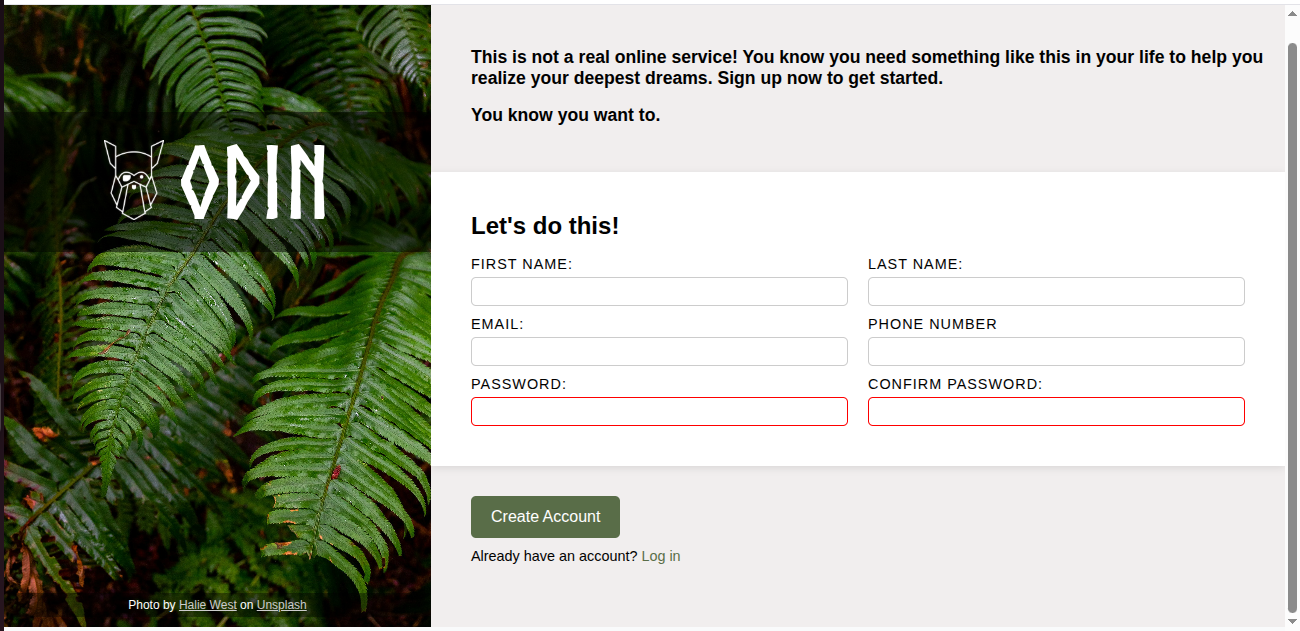 This is not a real online service! You know you need something like this in your life to help you
realize your deepest dreams. Sign up now to get started.
You know you want to.
ODIN
Let's do this!
FIRST NAME:
LAST NAME:
EMAIL:
PHONE NUMBER
PASSWORD:
CONFIRM PASSWORD:
Create Account
Already have an account? Log in
Photo by Halie West on Unsplash